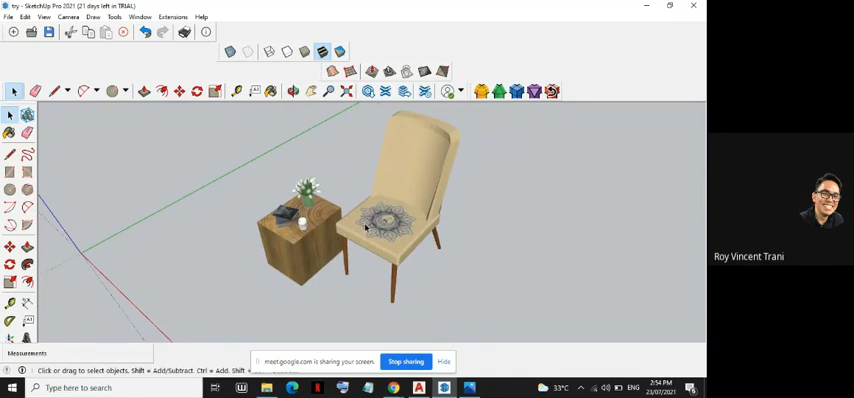 try - SketchUp Pro 2021 (21 days left in TRIAL)
File Edit View Camera Draw Tools Window Extensions Help
A1
A1
Roy Vincent Trani
meet.google.com is sharing your screen. Stop sharing Hide
Measurements
Click or drag to select objects. Shift = Add/Subtract. Ctrl = Add. Shift +
Type here to search
33°C
ENG
2:54 PM
23/07/2021